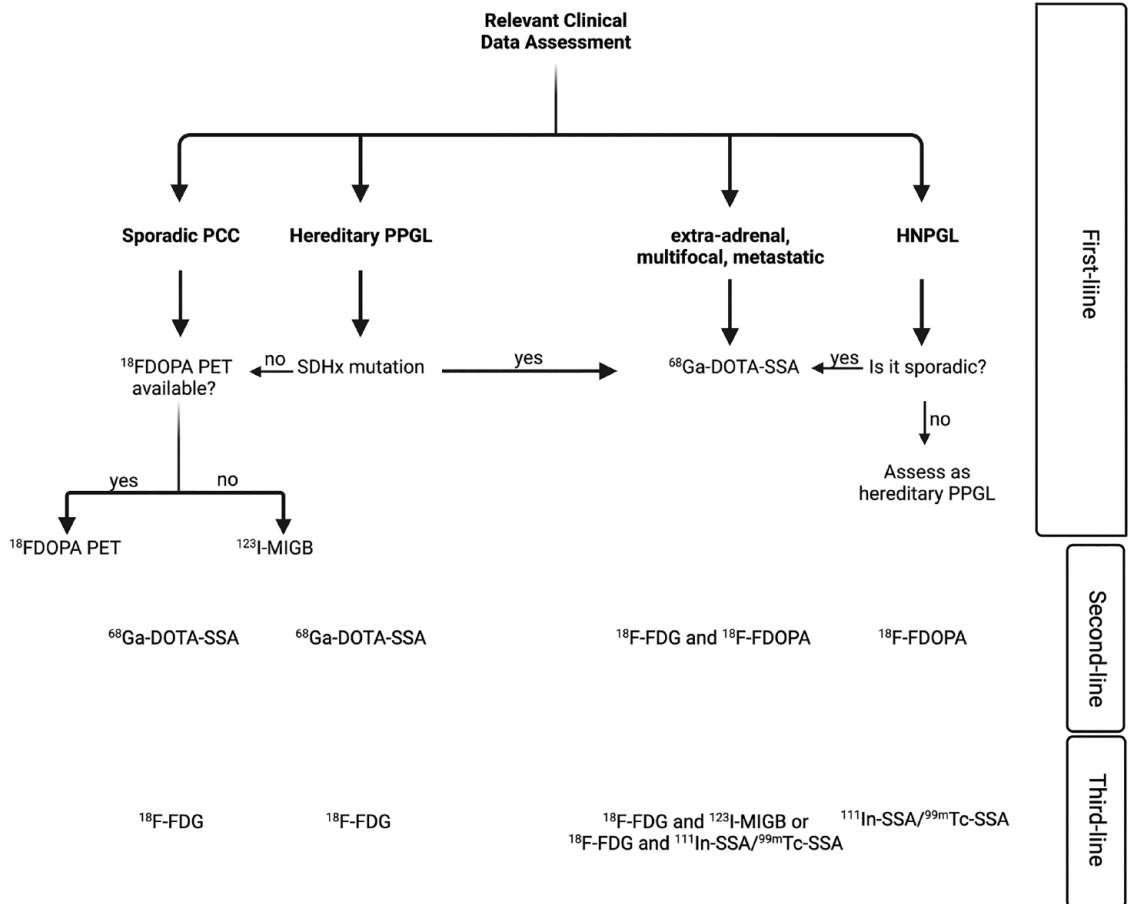 Relevant Clinical
Data Assessment
Sporadic PCC
Hereditary PPGL
extra-adrenal,
multifocal, metastatic
HNPGL
¹⁸FDOPA PET
available?
no
SDHx mutation
yes
⁶⁸Ga-DOTA-SSA
yes
Is it sporadic?
no
Assess as
hereditary PPGL
yes
no
¹⁸FDOPA PET
¹²³I-MIGB
First-liine
⁶⁸Ga-DOTA-SSA
⁶⁸Ga-DOTA-SSA
¹⁸F-FDG and ¹⁸F-FDOPA
¹⁸F-FDOPA
Second-line
¹⁸F-FDG
¹⁸F-FDG
¹⁸F-FDG and ¹²³I-MIGB or
¹⁸F-FDG and ¹¹¹In-SSA/⁹⁹ᵐTc-SSA
¹¹¹In-SSA/⁹⁹ᵐTc-SSA
Third-line